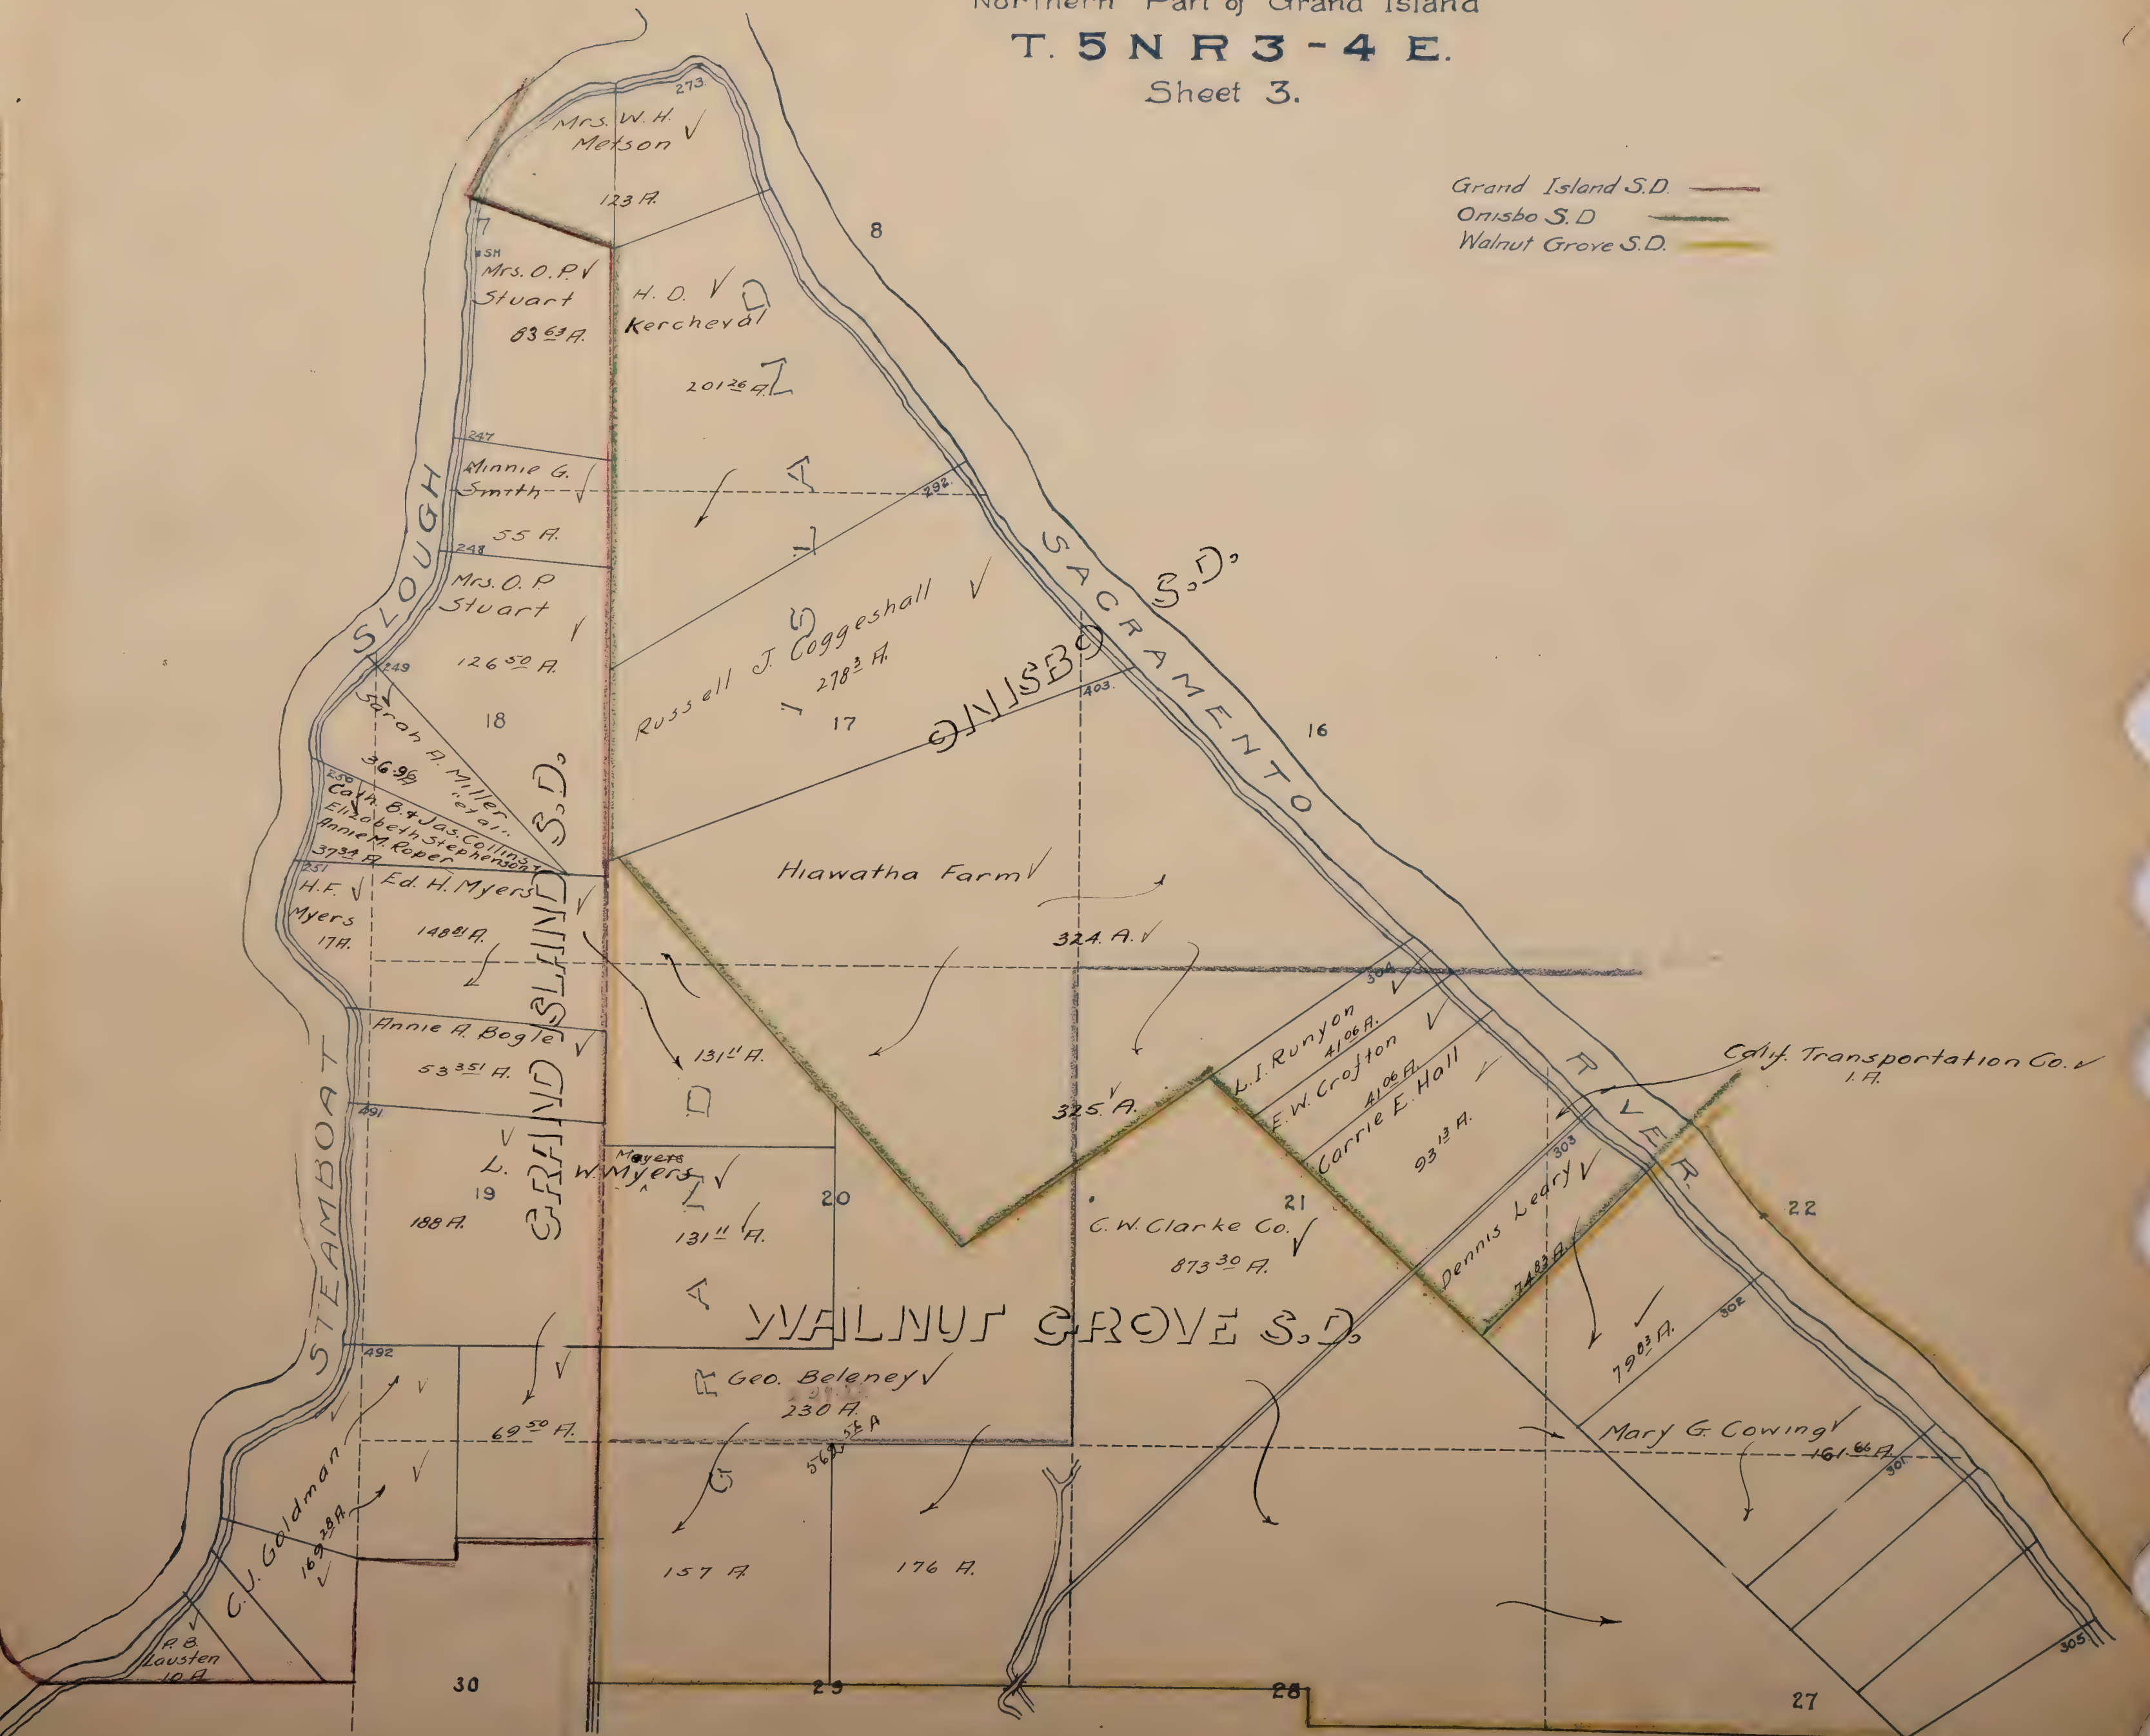 Northern Part of Grand Island
T. 5 N R 3 - 4 E.
Sheet 3.
Grand Island S.D.
Onisbo S.D
Walnut Grove S.D.
273.
Mrs. W. H.
Metson
123 A.
7
8
SH
Mrs. O. P.
Stuart
83 63 A.
H. D.
Kercheval
201 26 A.
247
Minnie G.
Smith
55 A.
292.
248
Mrs. O. P.
Stuart
126 50 A.
249
18
Russell J. Coggeshall
278 3 A.
17
403.
ONISBO S.D.
16
SACRAMENTO RIVER.
STEAMBOAT SLOUGH
GRAND ISLAND
GRAND ISLAND S.D.
Sarah A. Miller
"et al".
36.96
A
250
Cath. B. & Jas. Collins
Elizabeth Stephenson
Annie M. Roper
37 34 A
251
H. F.
Myers
17 A.
Ed. H. Myers
148 81 A.
Hiawatha Farm
324. A.
304
Annie A. Bogle
53 351 A.
131 11 A.
325. A.
L. I. Runyon
41 06 A.
E. W. Crofton
41 06 A.
Carrie E. Hall
93 13 A.
Calif. Transportation Co.
1. A.
303
491
L. W. Myers
19
188 A.
20
131 11 A.
21
22
C. W. Clarke Co.
873 30 A.
Dennis Leary
74 83 A.
302
79 83 A.
WALNUT GROVE S.D.
492
Geo. Beleney
230 A.
69 50 A.
Mary G. Cowing
161. 66 A.
301
C. J. Goldman
169 28 A.
157 A.
176 A.
P. B.
Lausten
10 A
305
30
29
28
27